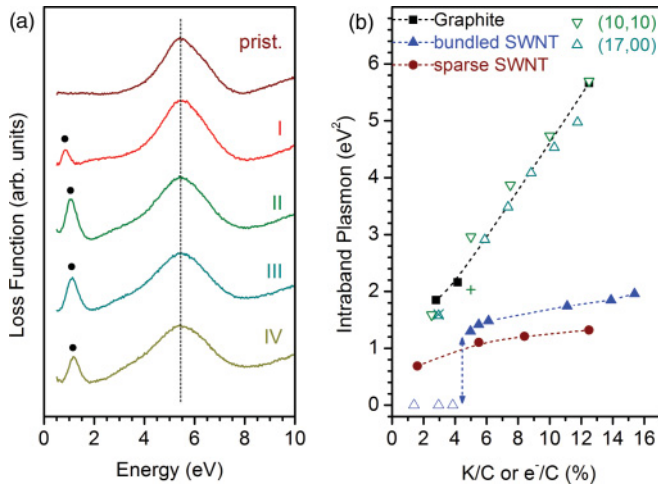 (a)
prist.
I
II
III
IV
Loss Function (arb. units)
0 2 4 6 8 10
Energy (eV)
(b)
Graphite
bundled SWNT
sparse SWNT
(10,10)
(17,00)
6
5
4
3
2
1
0
Intraband Plasmon (eV²)
0 2 4 6 8 10 12 14 16
K/C or e⁻/C (%)